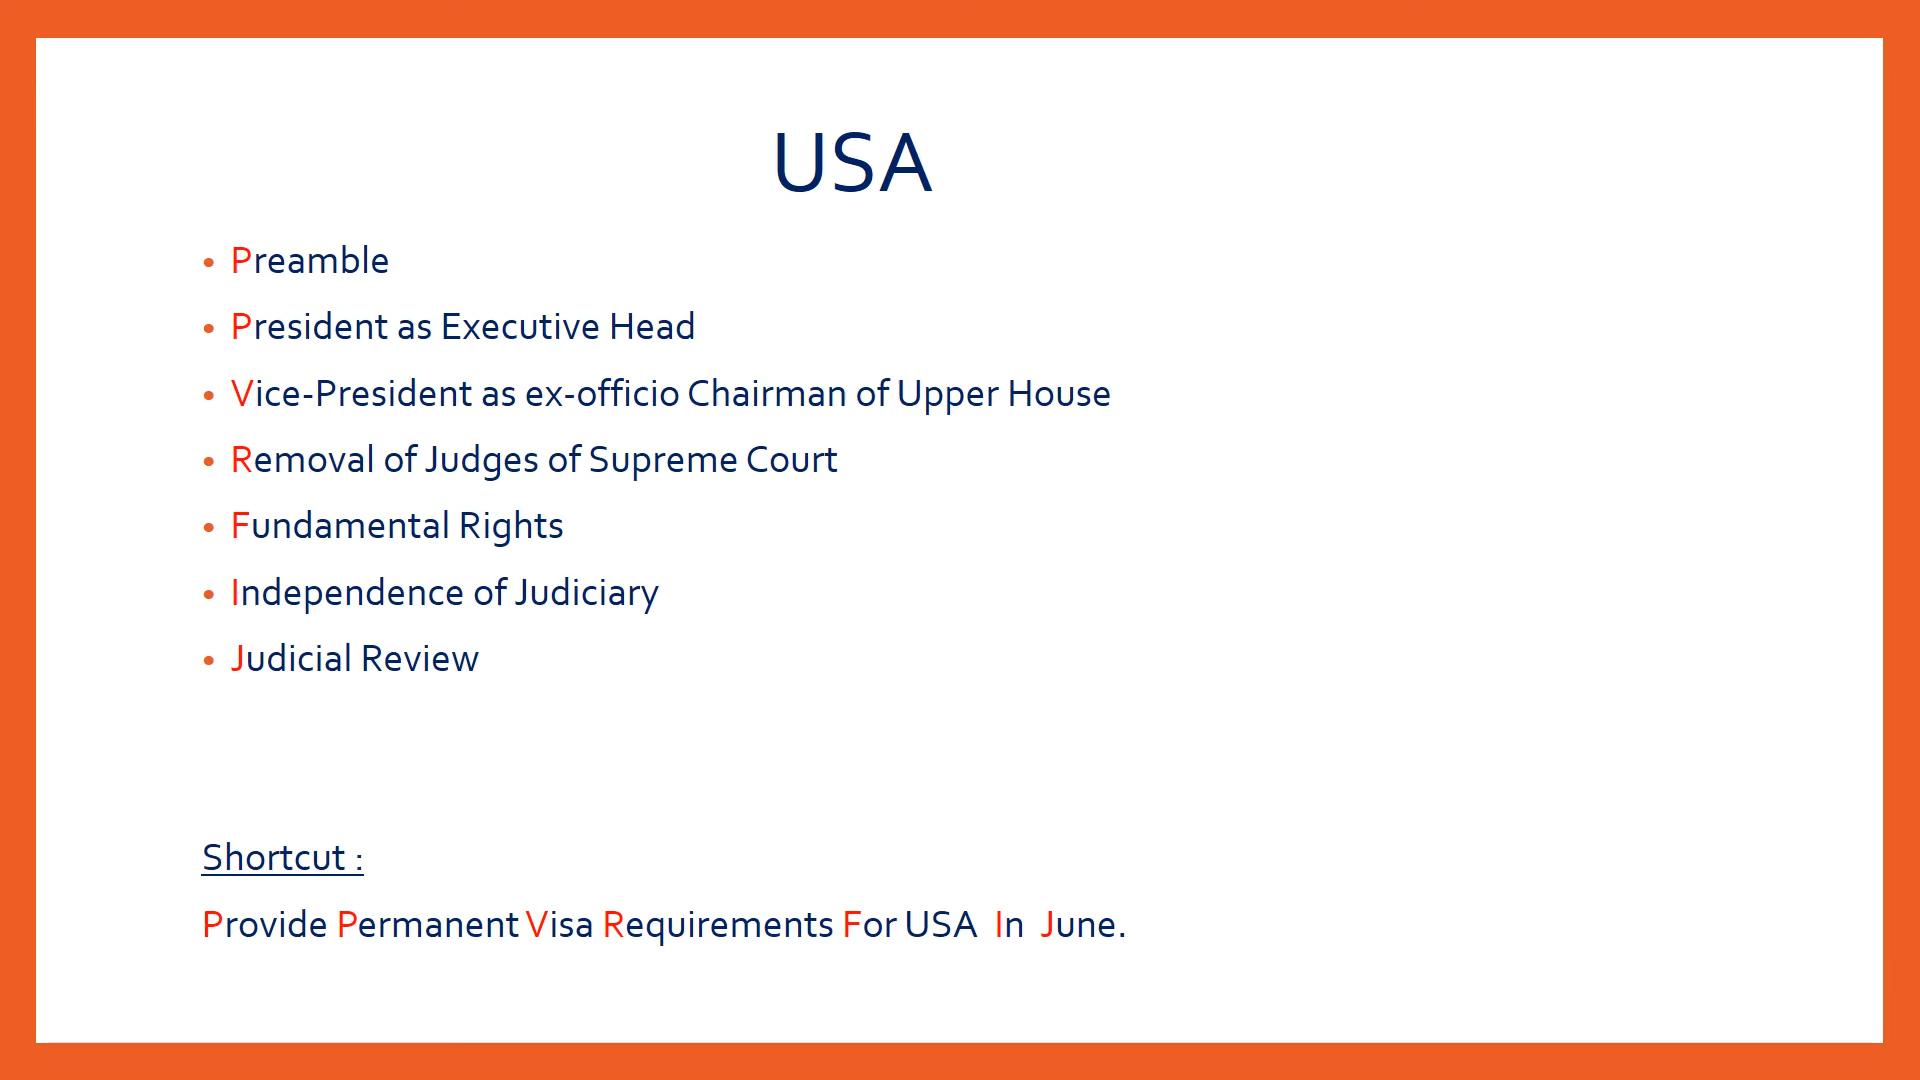 USA
• Preamble
• President as Executive Head
• Vice-President as ex-officio Chairman of Upper House
• Removal of Judges of Supreme Court
• Fundamental Rights
• Independence of Judiciary
• Judicial Review
Shortcut :
Provide Permanent Visa Requirements For USA In June.